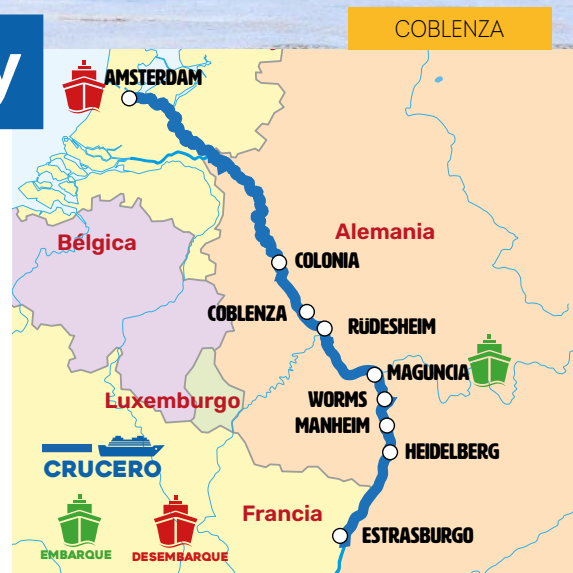 y
COBLENZA
AMSTERDAM
Bélgica
Alemania
COLONIA
COBLENZA
RÜDESHEIM
MAGUNCIA
Luxemburgo
WORMS
MANHEIM
HEIDELBERG
CRUCERO
Francia
ESTRASBURGO
EMBARQUE
DESEMBARQUE